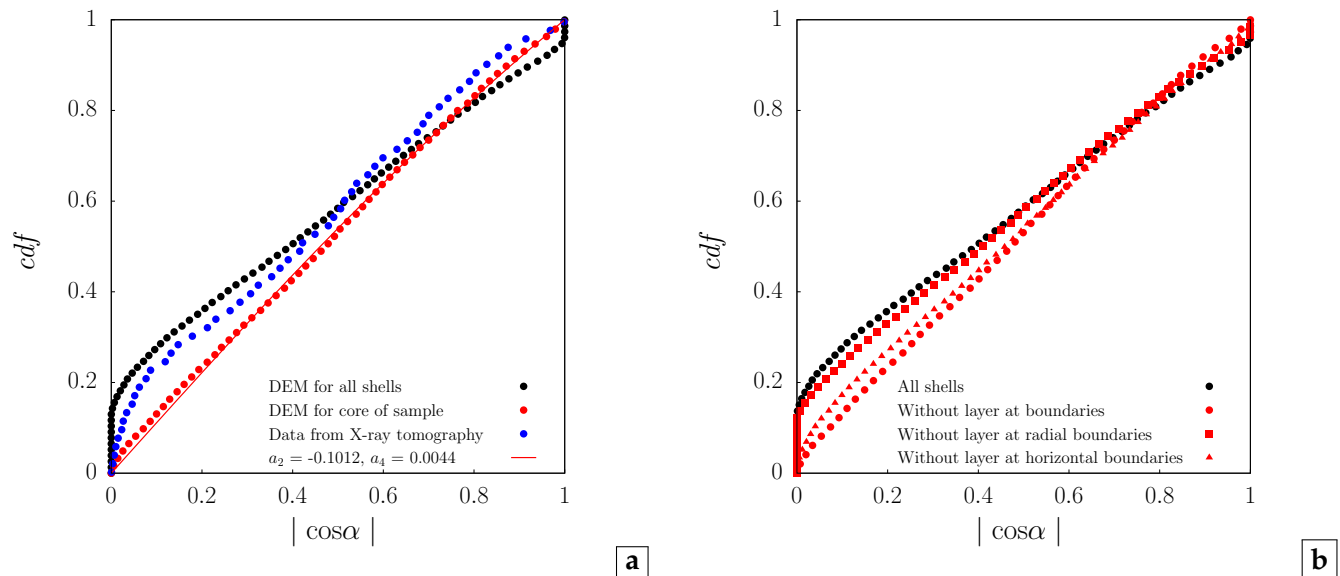 1
0.8
0.6
0.4
0.2
0
cdf
DEM for all shells
DEM for core of sample
Data from X-ray tomography
a₂ = -0.1012, a₄ = 0.0044
0 0.2 0.4 0.6 0.8 1
| cosα |
a
1
0.8
0.6
0.4
0.2
0
cdf
All shells
Without layer at boundaries
Without layer at radial boundaries
Without layer at horizontal boundaries
0 0.2 0.4 0.6 0.8 1
| cosα |
b